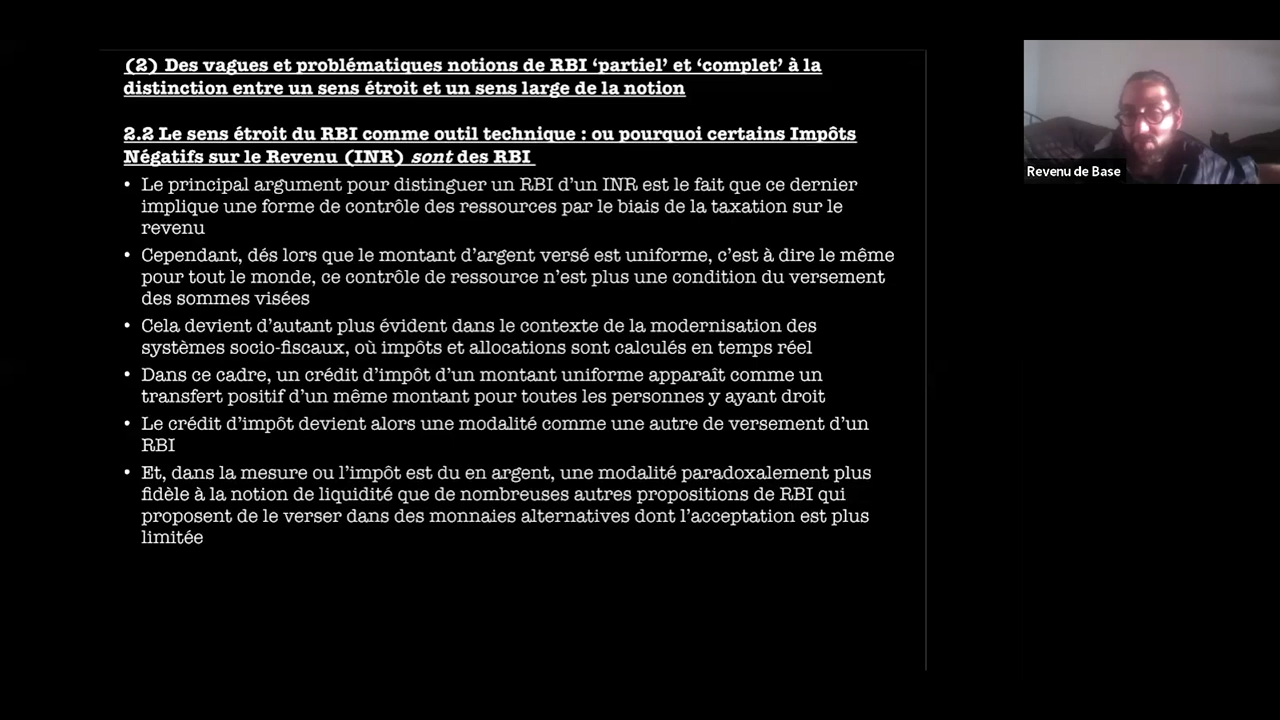 (2) Des vagues et problématiques notions de RBI ‘partiel’ et ‘complet’ à la
distinction entre un sens étroit et un sens large de la notion
2.2 Le sens étroit du RBI comme outil technique : ou pourquoi certains Impôts
Négatifs sur le Revenu (INR) sont des RBI
• Le principal argument pour distinguer un RBI d’un INR est le fait que ce dernier
implique une forme de contrôle des ressources par le biais de la taxation sur le
revenu
• Cependant, dés lors que le montant d’argent versé est uniforme, c’est à dire le même
pour tout le monde, ce contrôle de ressource n’est plus une condition du versement
des sommes visées
• Cela devient d’autant plus évident dans le contexte de la modernisation des
systèmes socio-fiscaux, où impôts et allocations sont calculés en temps réel
• Dans ce cadre, un crédit d’impôt d’un montant uniforme apparaît comme un
transfert positif d’un même montant pour toutes les personnes y ayant droit
• Le crédit d’impôt devient alors une modalité comme une autre de versement d’un
RBI
• Et, dans la mesure ou l’impôt est du en argent, une modalité paradoxalement plus
fidèle à la notion de liquidité que de nombreuses autres propositions de RBI qui
proposent de le verser dans des monnaies alternatives dont l’acceptation est plus
limitée
Revenu de Base